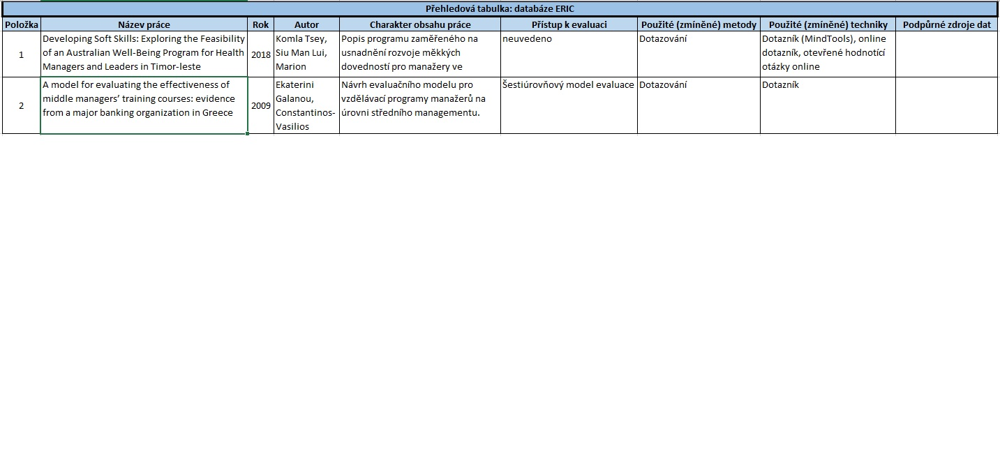 Přehledová tabulka: databáze ERIC
Položka Název práce Rok Autor Charakter obsahu práce Přístup k evaluaci Použité (zmíněné) metody Použité (zmíněné) techniky Podpůrné zdroje dat
1
Developing Soft Skills: Exploring the Feasibility
of an Australian Well-Being Program for Health
Managers and Leaders in Timor-leste
2018
Komla Tsey,
Siu Man Lui,
Marion
Popis programu zaměřeného na
usnadnění rozvoje měkkých
dovedností pro manažery ve
neuvedeno
Dotazování
Dotazník (MindTools), online
dotazník, otevřené hodnotící
otázky online
2
A model for evaluating the effectiveness of
middle managers’ training courses: evidence
from a major banking organization in Greece
2009
Ekaterini
Galanou,
Constantinos-
Vasilios
Návrh evaluačního modelu pro
vzdělávací programy manažerů na
úrovni středního managementu.
Šestiúrovňový model evaluace
Dotazování
Dotazník